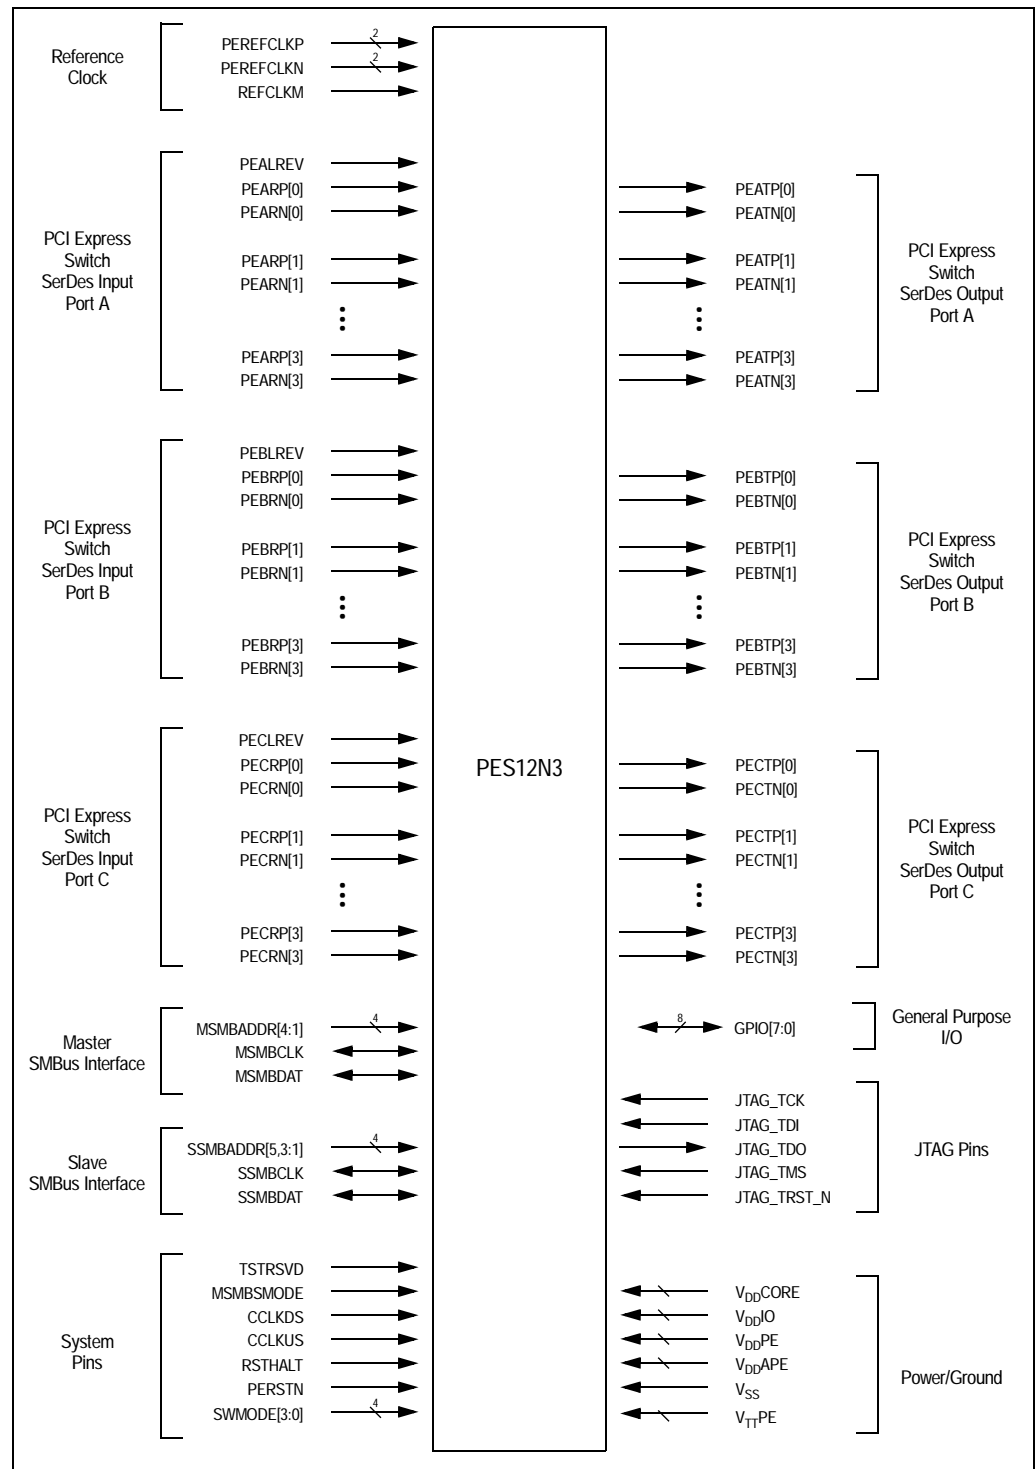 Reference
Clock
PEREFCLKP
2
PEREFCLKN
2
REFCLKM
PCI Express
Switch
SerDes Input
Port A
PEALREV
PEARP[0]
PEARN[0]
PEARP[1]
PEARN[1]
PEARP[3]
PEARN[3]
PEATP[0]
PEATN[0]
PEATP[1]
PEATN[1]
PEATP[3]
PEATN[3]
PCI Express
Switch
SerDes Output
Port A
PCI Express
Switch
SerDes Input
Port B
PEBLREV
PEBRP[0]
PEBRN[0]
PEBRP[1]
PEBRN[1]
PEBRP[3]
PEBRN[3]
PEBTP[0]
PEBTN[0]
PEBTP[1]
PEBTN[1]
PEBTP[3]
PEBTN[3]
PCI Express
Switch
SerDes Output
Port B
PCI Express
Switch
SerDes Input
Port C
PECLREV
PECRP[0]
PECRN[0]
PECRP[1]
PECRN[1]
PECRP[3]
PECRN[3]
PES12N3
PECTP[0]
PECTN[0]
PECTP[1]
PECTN[1]
PECTP[3]
PECTN[3]
PCI Express
Switch
SerDes Output
Port C
Master
SMBus Interface
MSMBADDR[4:1]
4
MSMBCLK
MSMBDAT
8
GPIO[7:0]
General Purpose
I/O
Slave
SMBus Interface
SSMBADDR[5,3:1]
4
SSMBCLK
SSMBDAT
JTAG_TCK
JTAG_TDI
JTAG_TDO
JTAG_TMS
JTAG_TRST_N
JTAG Pins
System
Pins
TSTRSVD
MSMBSMODE
CCLKDS
CCLKUS
RSTHALT
PERSTN
SWMODE[3:0]
4
VDDCORE
VDDIO
VDDPE
VDDAPE
VSS
VTTPE
Power/Ground